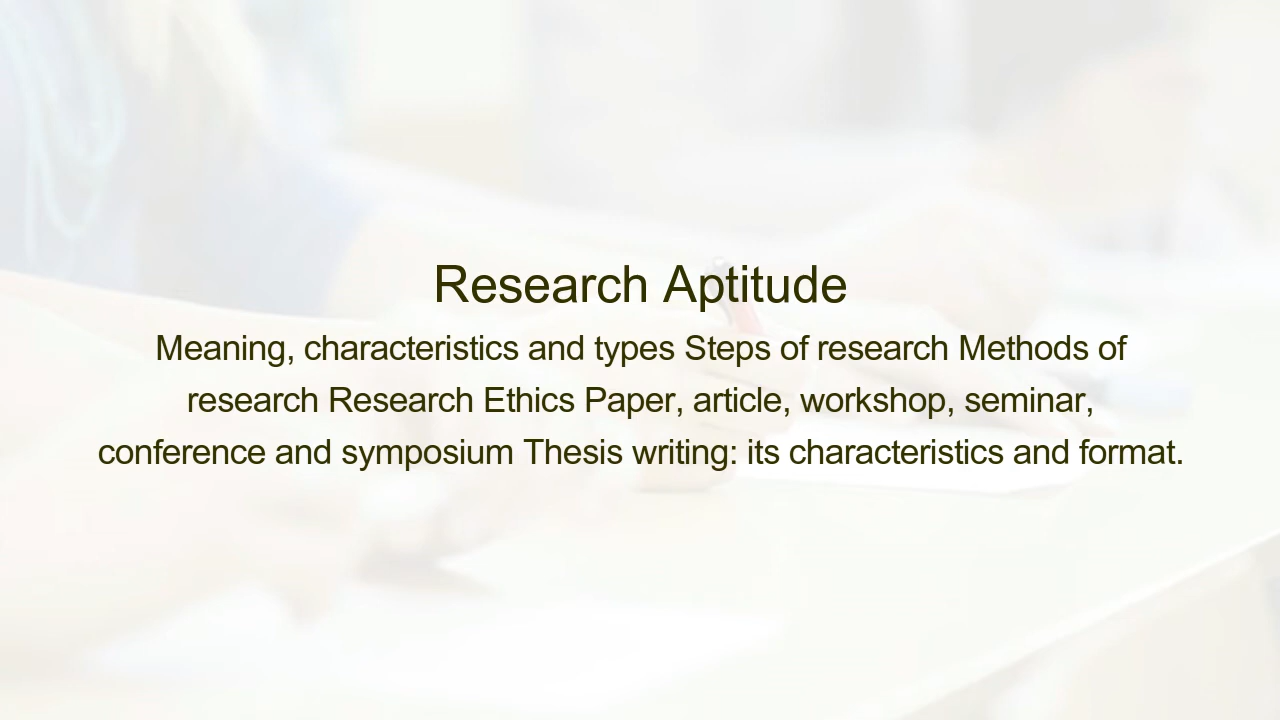 Research Aptitude
Meaning, characteristics and types Steps of research Methods of
research Research Ethics Paper, article, workshop, seminar,
conference and symposium Thesis writing: its characteristics and format.